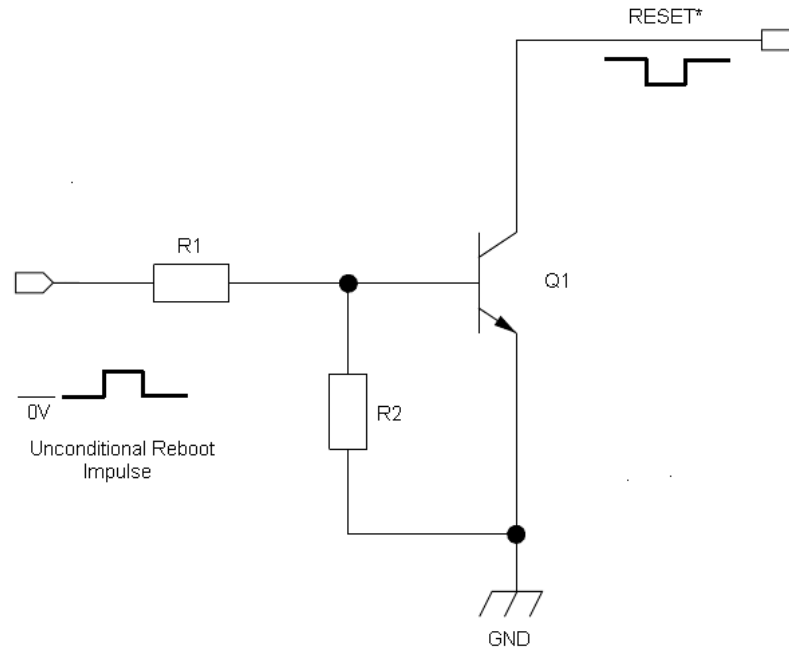 RESET*
R1
Q1
R2
0V
Unconditional Reboot
Impulse
GND